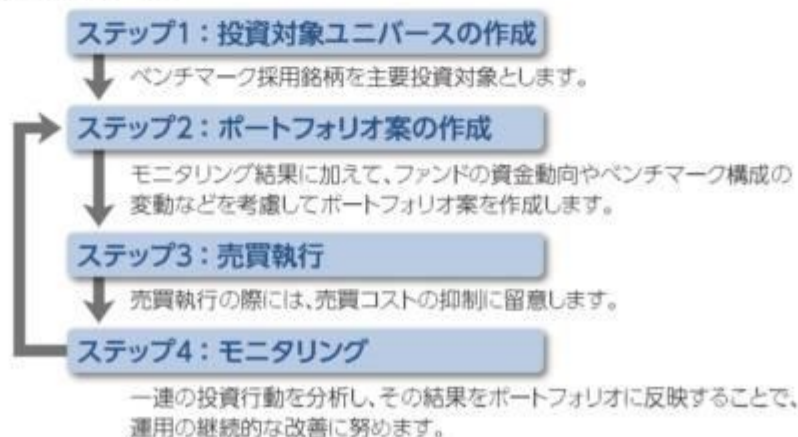 ステップ1：投資対象ユニバースの作成
ベンチマーク採用銘柄を主要投資対象とします。
ステップ2：ポートフォリオ案の作成
モニタリング結果に加えて、ファンドの資金動向やベンチマーク構成の
変動などを考慮してポートフォリオ案を作成します。
ステップ3：売買執行
売買執行の際には、売買コストの抑制に留意します。
ステップ4：モニタリング
一連の投資行動を分析し、その結果をポートフォリオに反映することで、
運用の継続的な改善に努めます。